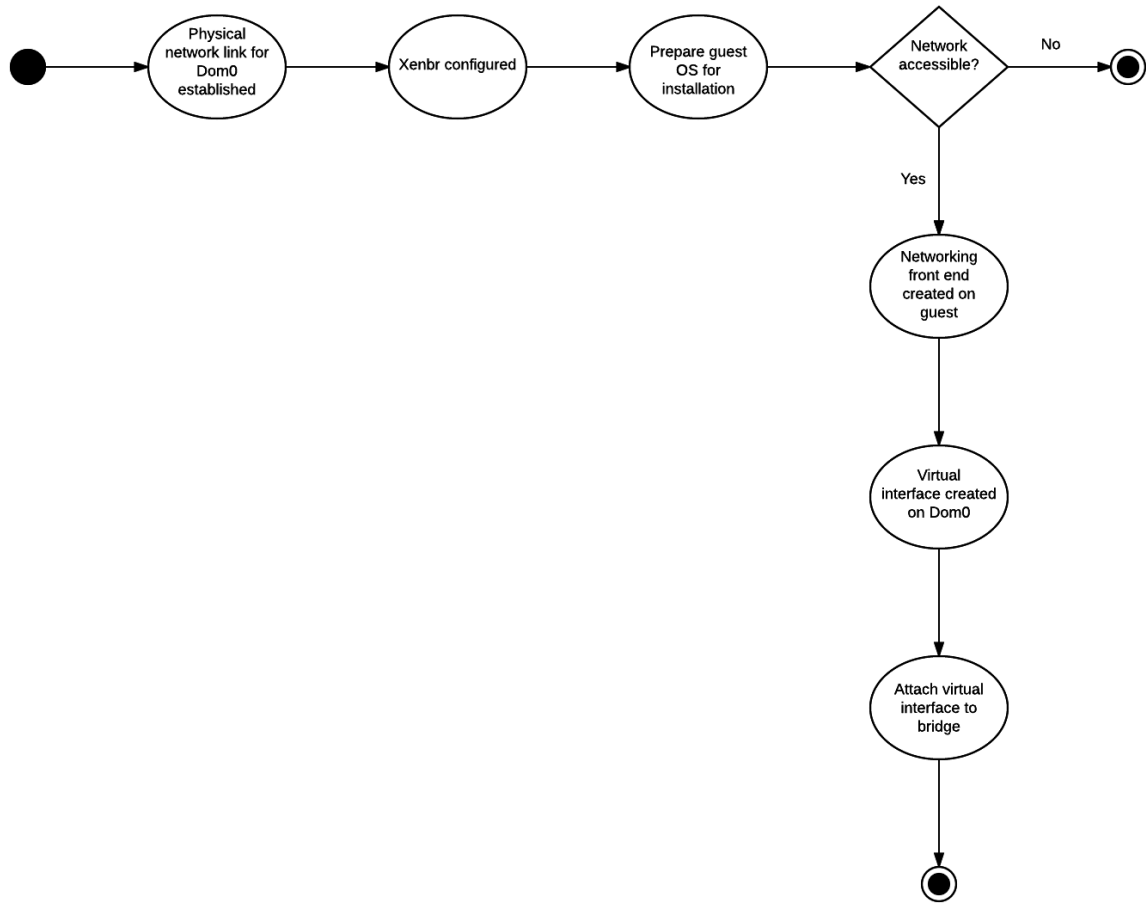 Physical
network link for
Dom0
established
Xenbr configured
Prepare guest
OS for
installation
Network
accessible?
No
Yes
Networking
front end
created on
guest
Virtual
interface created
on Dom0
Attach virtual
interface to
bridge